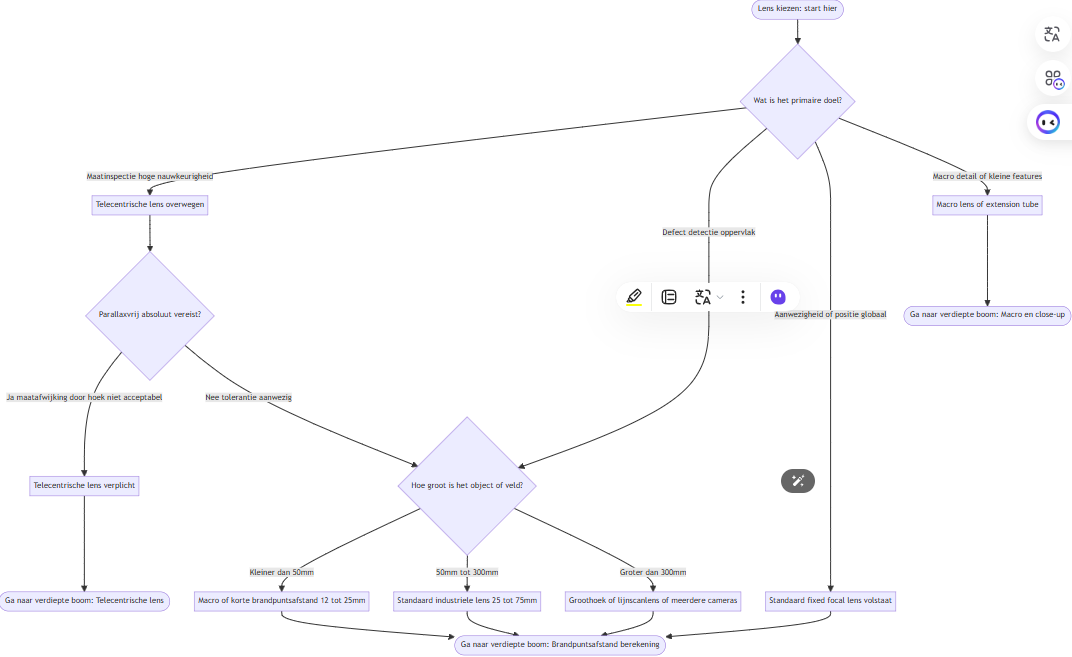 Lens kiezen: start hier
Wat is het primaire doel?
Maatinspectie hoge nauwkeurigheid
Macro detail of kleine features
Telecentrische lens overwegen
Macro lens of extension tube
Defect detectie oppervlak
Parallaxvrij absoluut vereist?
Aanwezigheid of positie globaal
Ga naar verdiepte boom: Macro en close-up
Ja maatafwijking door hoek niet acceptabel
Nee tolerantie aanwezig
Telecentrische lens verplicht
Hoe groot is het object of veld?
Kleiner dan 50mm
50mm tot 300mm
Groter dan 300mm
Ga naar verdiepte boom: Telecentrische lens
Macro of korte brandpuntsafstand 12 tot 25mm
Standaard industriele lens 25 tot 75mm
Groothoek of lijnscanlens of meerdere cameras
Standaard fixed focal lens volstaat
Ga naar verdiepte boom: Brandpuntsafstand berekening